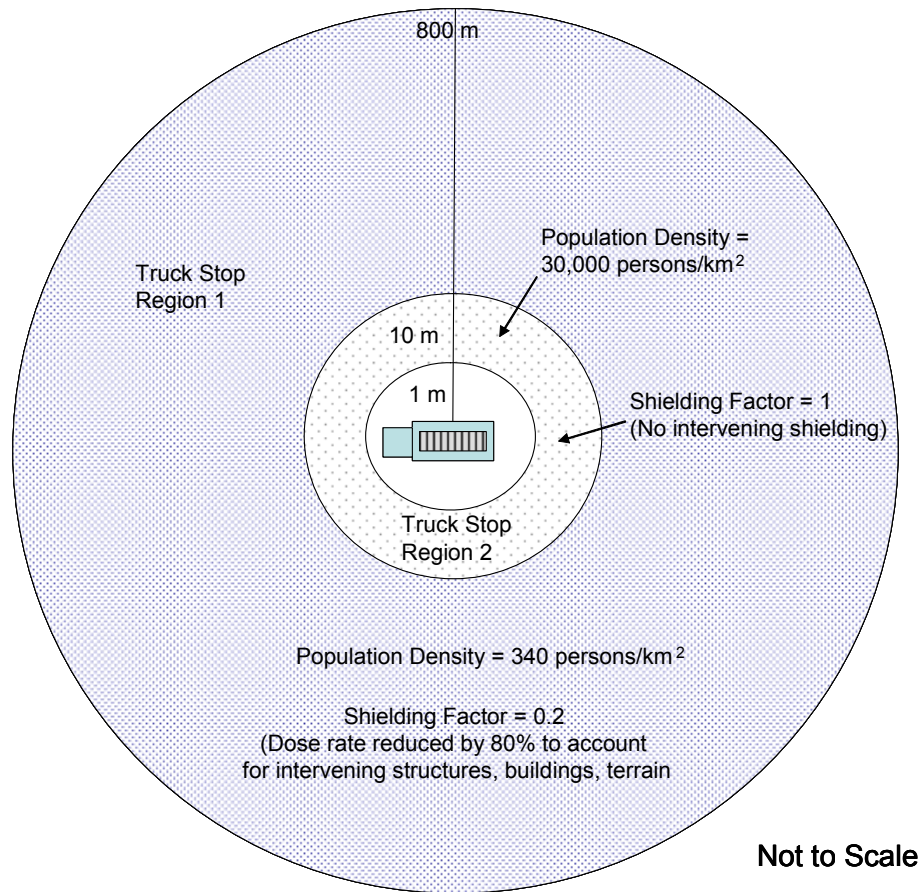 800 m
Population Density =
30,000 persons/km²
Truck Stop
Region 1
10 m
1 m
Shielding Factor = 1
(No intervening shielding)
Truck Stop
Region 2
Population Density = 340 persons/km²
Shielding Factor = 0.2
(Dose rate reduced by 80% to account
for intervening structures, buildings, terrain
Not to Scale